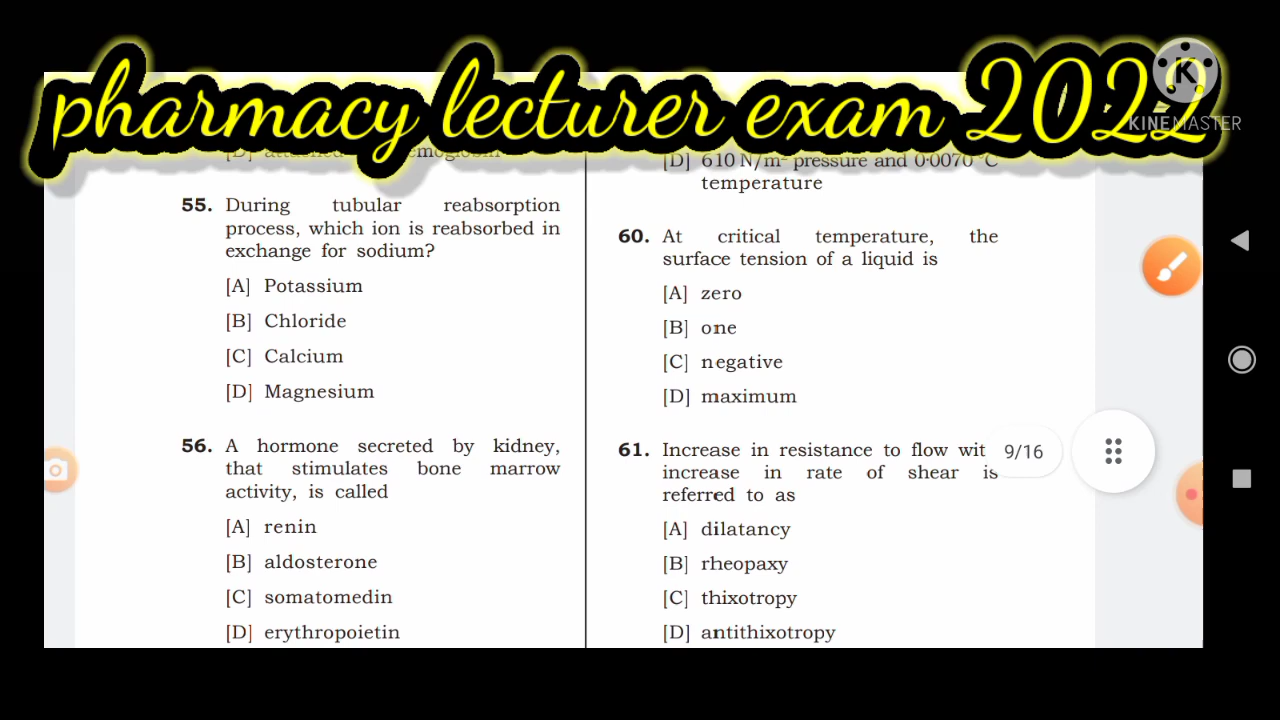 pharmacy lecturer exam 2022
KINEMASTER
temperature
55. During tubular reabsorption
process, which ion is reabsorbed in
exchange for sodium?
[A] Potassium
[B] Chloride
[C] Calcium
[D] Magnesium
56. A hormone secreted by kidney,
that stimulates bone marrow
activity, is called
[A] renin
[B] aldosterone
[C] somatomedin
[D] erythropoietin
[D] 610 N/m² pressure and 0·0070 °C
temperature
60. At critical temperature, the
surface tension of a liquid is
[A] zero
[B] one
[C] negative
[D] maximum
61. Increase in resistance to flow wit
increase in rate of shear is
referred to as
[A] dilatancy
[B] rheopaxy
[C] thixotropy
[D] antithixotropy
9/16